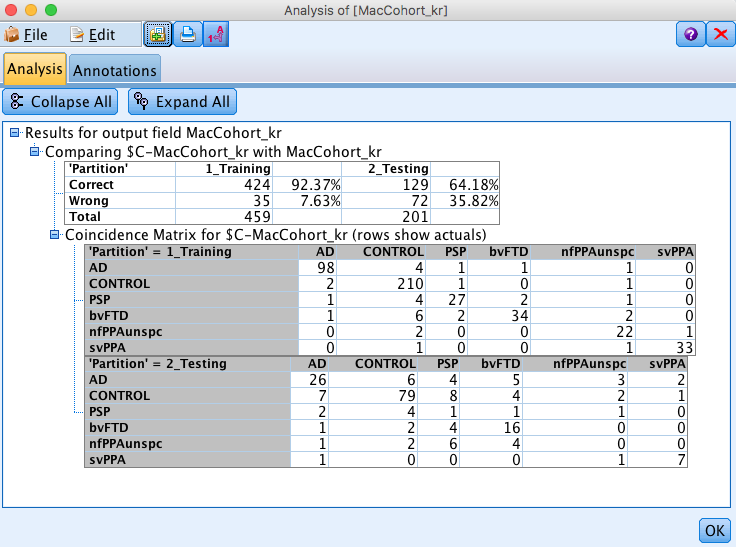 Analysis of [MacCohort_kr]
File Edit
Analysis Annotations
Collapse All Expand All
Results for output field MacCohort_kr
Comparing $C-MacCohort_kr with MacCohort_kr
'Partition' 1_Training 2_Testing
Correct 424 92.37% 129 64.18%
Wrong 35 7.63% 72 35.82%
Total 459 201
Coincidence Matrix for $C-MacCohort_kr (rows show actuals)
'Partition' = 1_Training AD CONTROL PSP bvFTD nfPPAunspc svPPA
AD 98 4 1 1 1 0
CONTROL 2 210 1 0 1 0
PSP 1 4 27 2 1 0
bvFTD 1 6 2 34 2 0
nfPPAunspc 0 2 0 0 22 1
svPPA 0 1 0 0 1 33
'Partition' = 2_Testing AD CONTROL PSP bvFTD nfPPAunspc svPPA
AD 26 6 4 5 3 2
CONTROL 7 79 8 4 2 1
PSP 2 4 1 1 1 0
bvFTD 1 2 4 16 0 0
nfPPAunspc 1 2 6 4 0 0
svPPA 1 0 0 0 1 7
OK